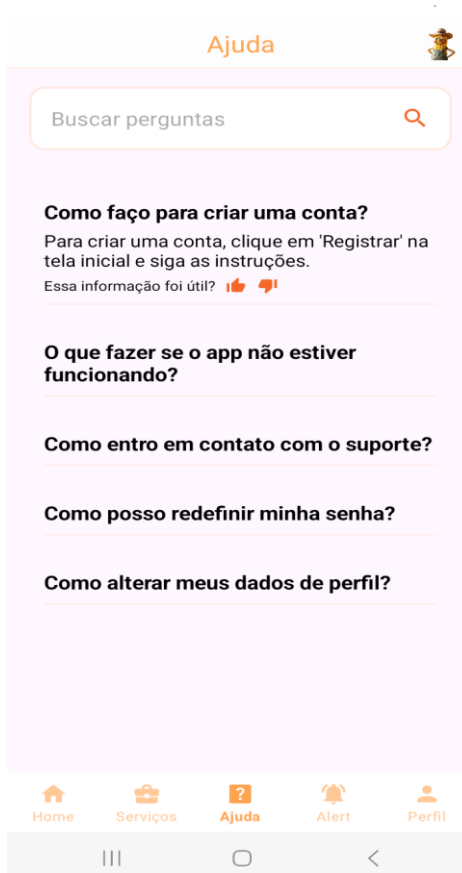 Ajuda
Buscar perguntas
Como faço para criar uma conta?
Para criar uma conta, clique em 'Registrar' na
tela inicial e siga as instruções.
Essa informação foi útil?
O que fazer se o app não estiver
funcionando?
Como entro em contato com o suporte?
Como posso redefinir minha senha?
Como alterar meus dados de perfil?
Home Serviços Ajuda Alert Perfil